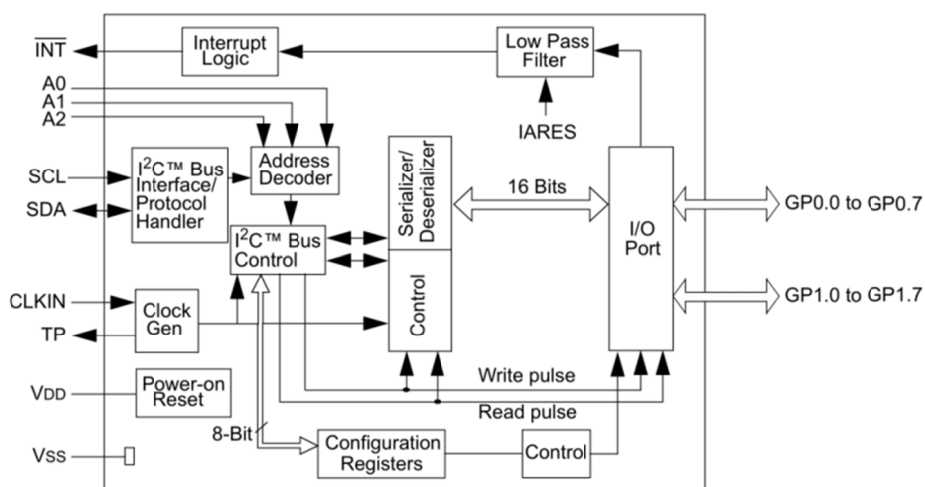 INT
Interrupt
Logic
Low Pass
Filter
A0
A1
A2
IARES
SCL
SDA
I²C™ Bus
Interface/
Protocol
Handler
Address
Decoder
Serializer/
Deserializer
16 Bits
I/O
Port
GP0.0 to GP0.7
I²C™ Bus
Control
Control
CLKIN
TP
Clock
Gen
GP1.0 to GP1.7
VDD
Power-on
Reset
Write pulse
Read pulse
8-Bit
VSS
Configuration
Registers
Control